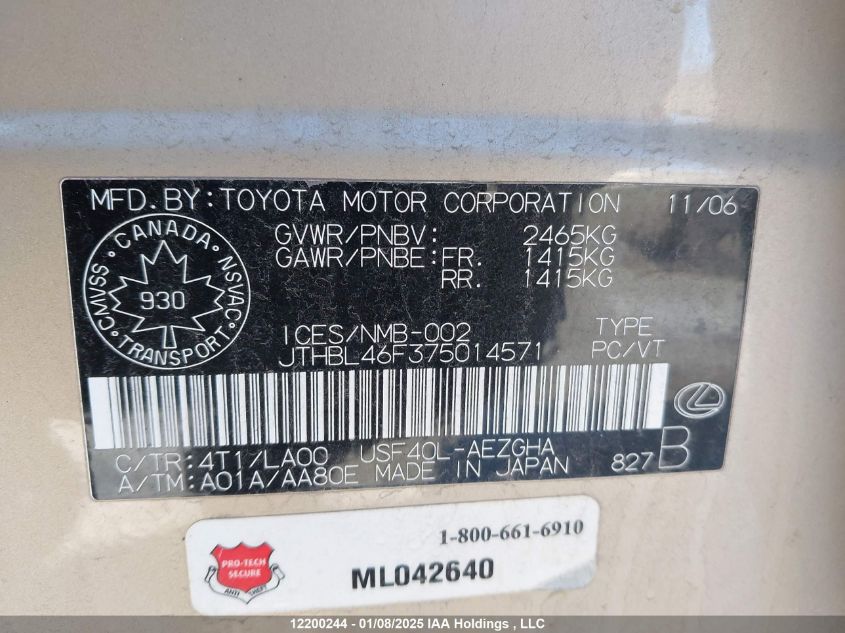 MFD.BY:TOYOTA MOTOR CORPORATION 11/06
GVWR/PNBV: 2465KG
GAWR/PNBE:FR. 1415KG
RR. 1415KG
CANADA
CMVSS NSVAC
930
TRANSPORT
ICES/NMB-002 TYPE
JTHBL46F375014571 PC/VT
C/TR:4T1/LA00 USF40L-AEZGHA
A/TM:A01A/AA80E MADE IN JAPAN 827 B
1-800-661-6910
PRO-TECH
SECURE
ANTI THEFT
ML042640
12200244 - 01/08/2025 IAA Holdings , LLC